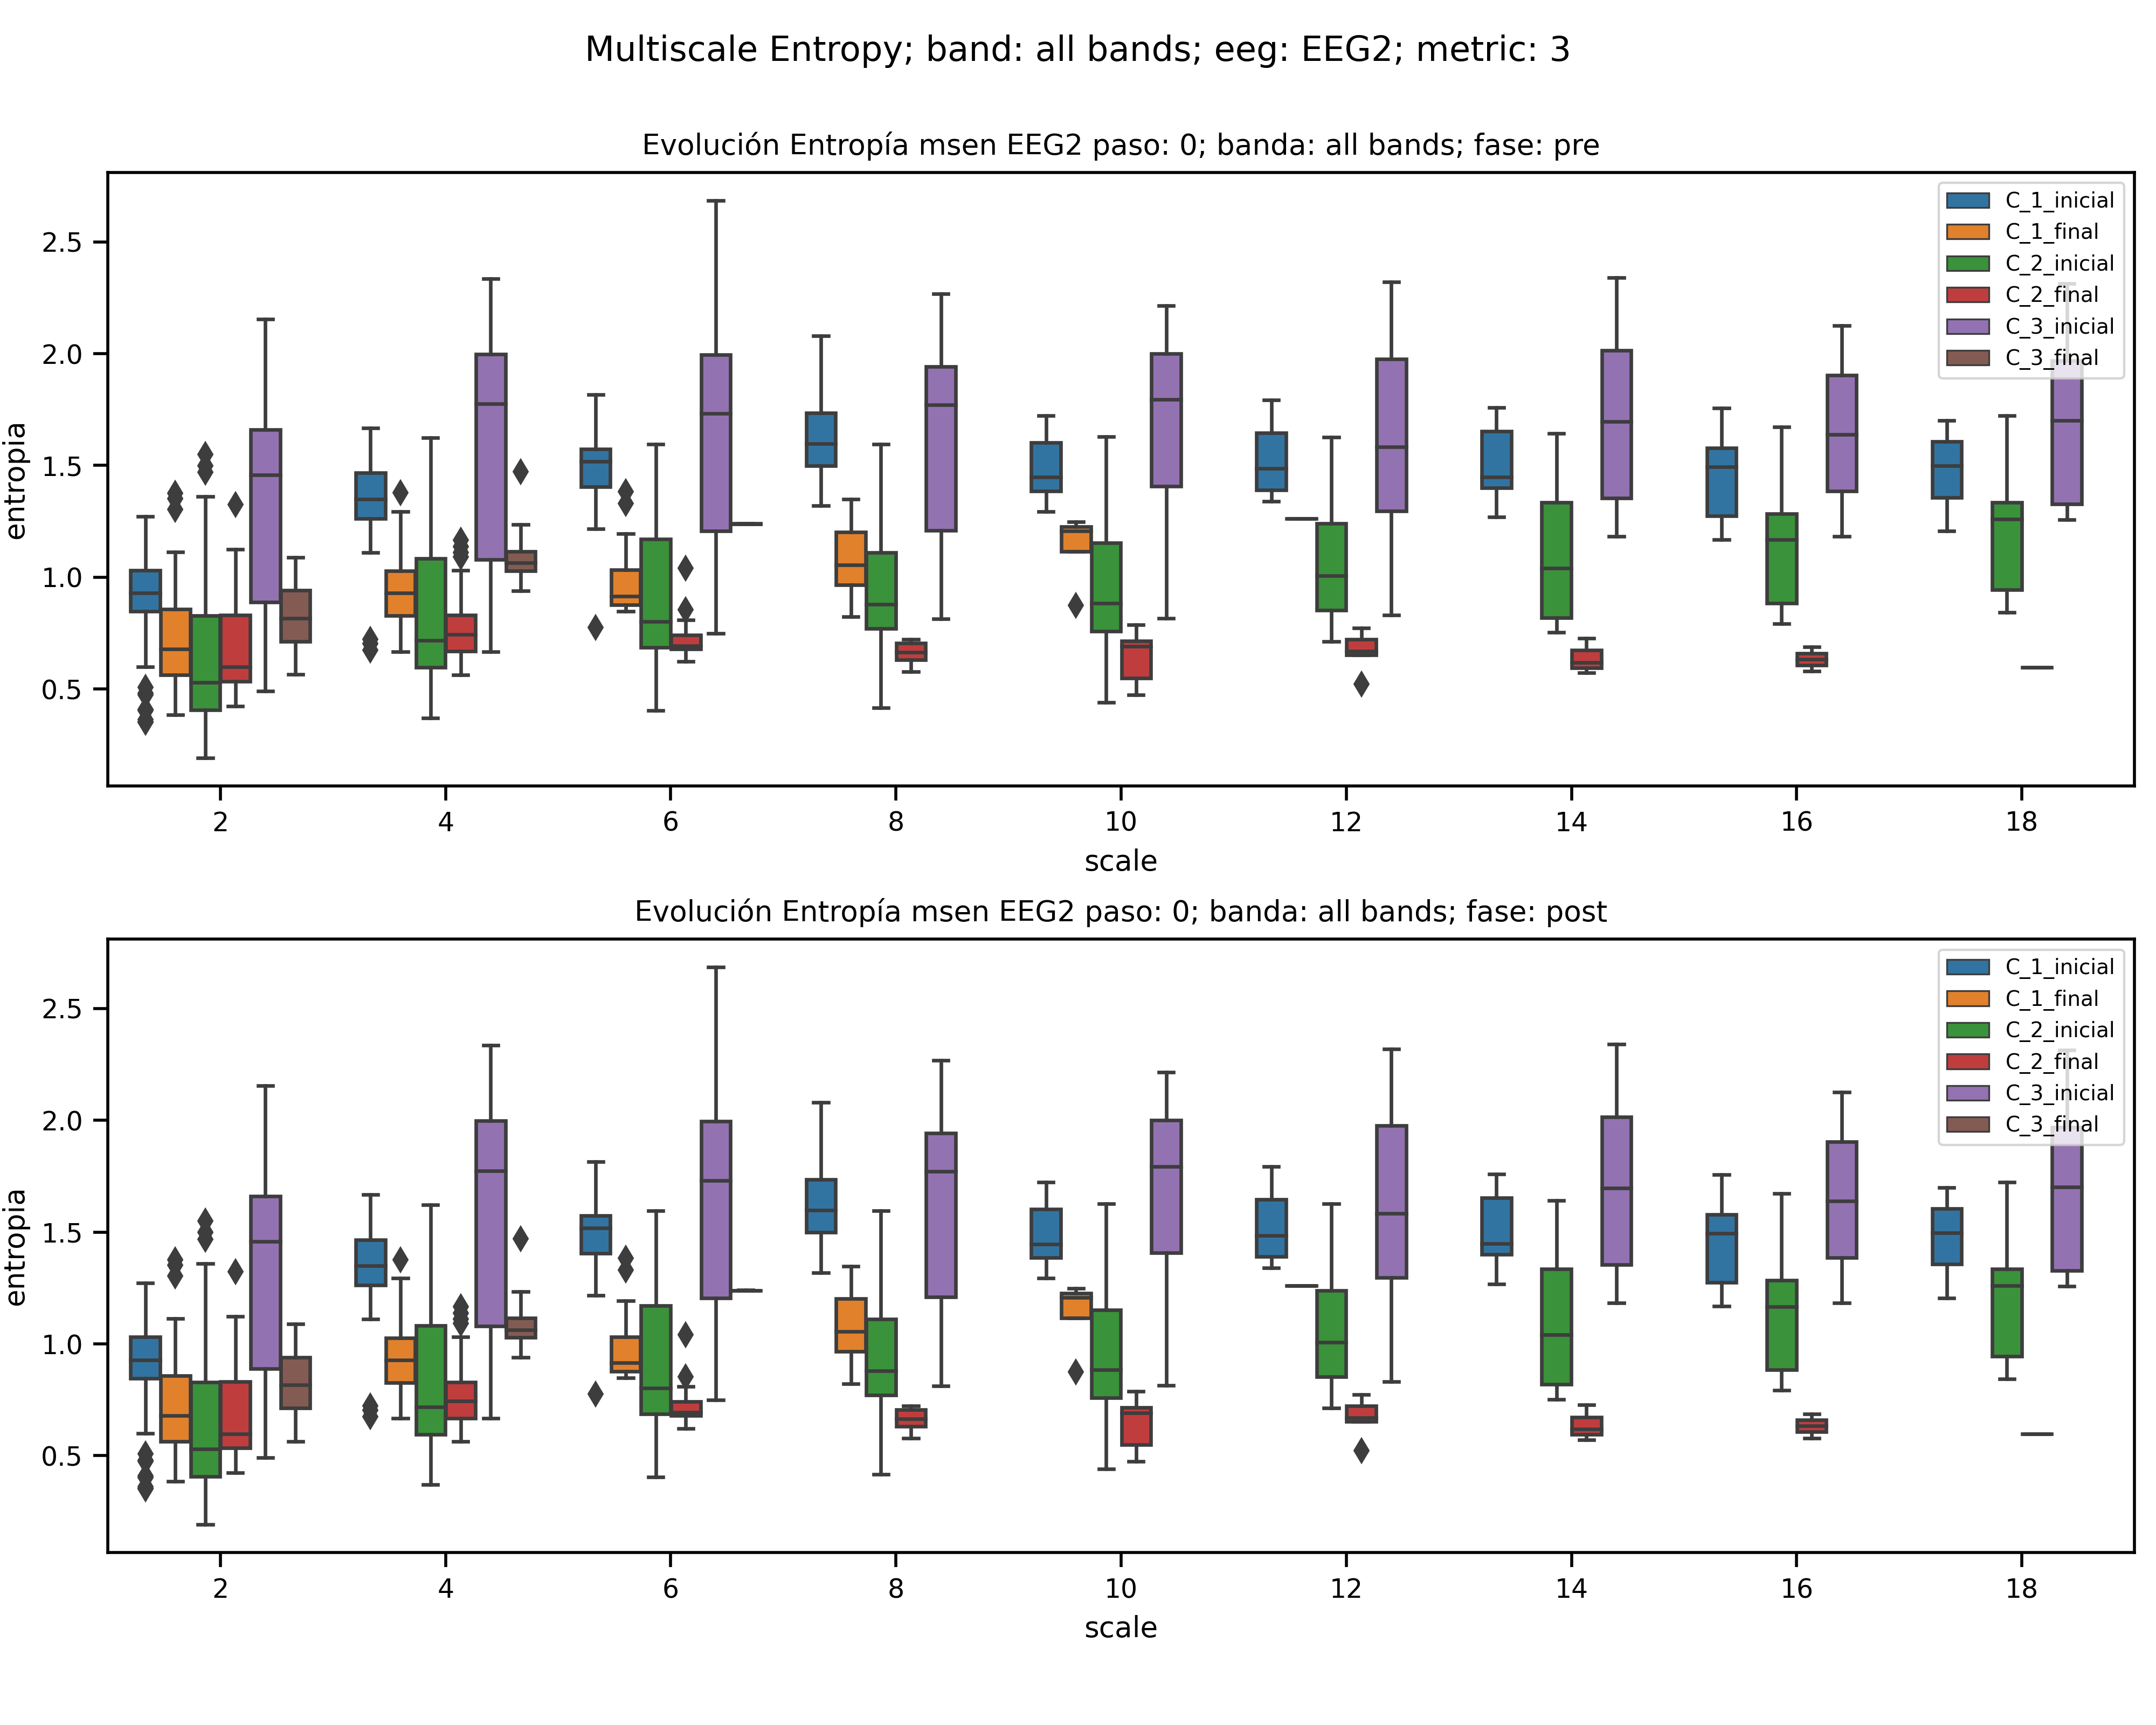 Multiscale Entropy; band: all bands; eeg: EEG2; metric: 3
Evolución Entropía msen EEG2 paso: 0; banda: all bands; fase: pre
entropia
2.5
2.0
1.5
1.0
0.5
C_1_inicial
C_1_final
C_2_inicial
C_2_final
C_3_inicial
C_3_final
2 4 6 8 10 12 14 16 18
scale
Evolución Entropía msen EEG2 paso: 0; banda: all bands; fase: post
entropia
2.5
2.0
1.5
1.0
0.5
C_1_inicial
C_1_final
C_2_inicial
C_2_final
C_3_inicial
C_3_final
2 4 6 8 10 12 14 16 18
scale